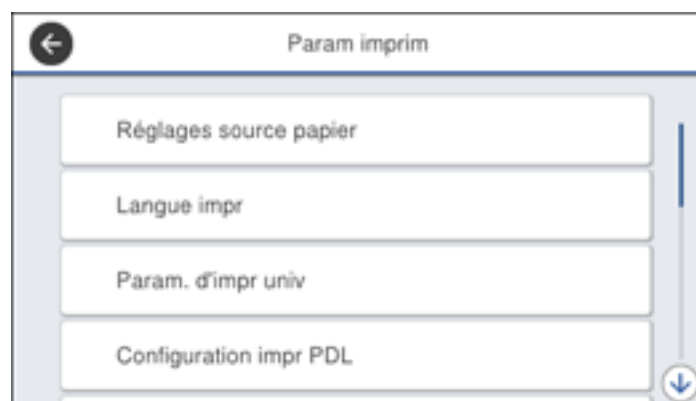 Param imprim
Réglages source papier
Langue impr
Param. d'impr univ
Configuration impr PDL